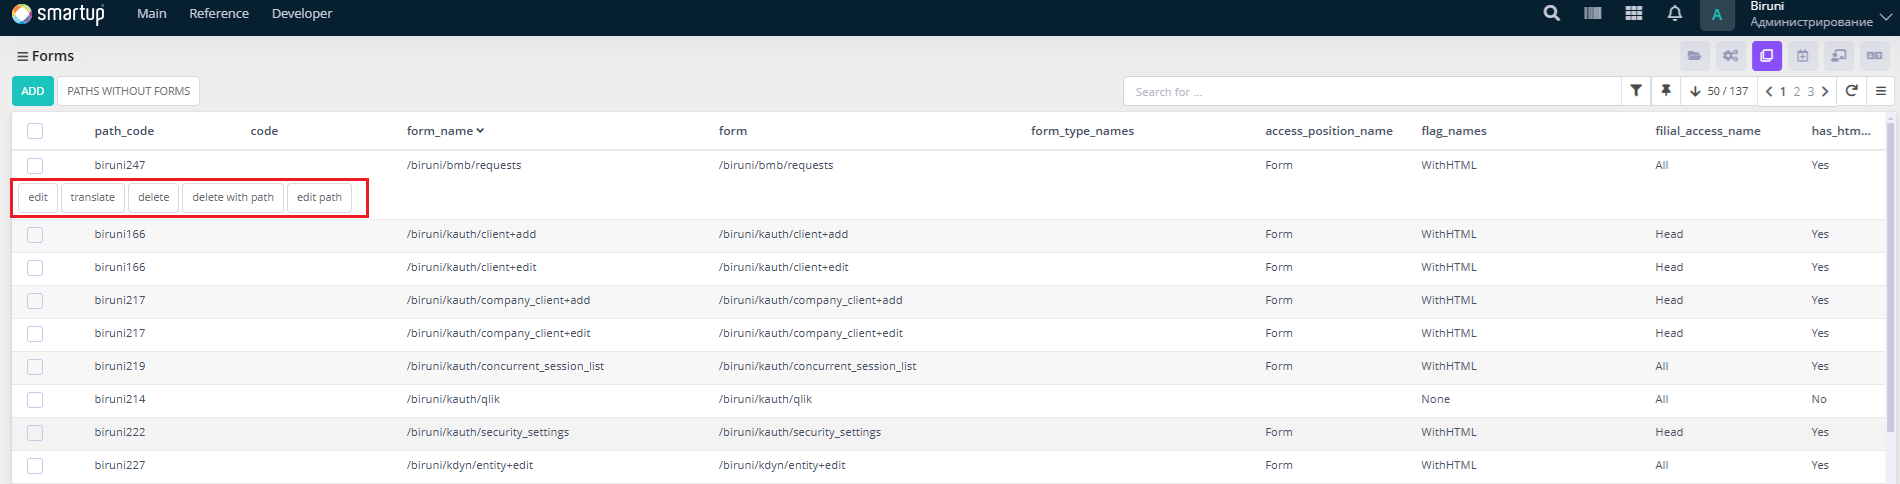 smartup Main Reference Developer A Biruni
Администрирование
Forms
ADD PATHS WITHOUT FORMS Search for ... 50 / 137 1 2 3
path_code code form_name form form_type_names access_position_name flag_names filial_access_name has_htm...
biruni247 /biruni/bmb/requests /biruni/bmb/requests Form WithHTML All Yes
edit translate delete delete with path edit path
biruni166 /biruni/kauth/client+add /biruni/kauth/client+add Form WithHTML Head Yes
biruni166 /biruni/kauth/client+edit /biruni/kauth/client+edit Form WithHTML Head Yes
biruni217 /biruni/kauth/company_client+add /biruni/kauth/company_client+add Form WithHTML Head Yes
biruni217 /biruni/kauth/company_client+edit /biruni/kauth/company_client+edit Form WithHTML Head Yes
biruni219 /biruni/kauth/concurrent_session_list /biruni/kauth/concurrent_session_list Form WithHTML All Yes
biruni214 /biruni/kauth/qlik /biruni/kauth/qlik None All No
biruni222 /biruni/kauth/security_settings /biruni/kauth/security_settings Form WithHTML Head Yes
biruni227 /biruni/kdyn/entity+edit /biruni/kdyn/entity+edit Form WithHTML All Yes